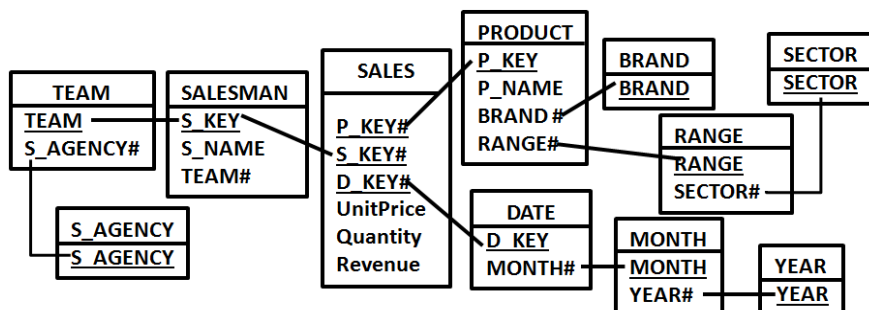 TEAM
TEAM
S_AGENCY#
S_AGENCY
S_AGENCY
SALESMAN
S_KEY
S_NAME
TEAM#
SALES
P_KEY#
S_KEY#
D_KEY#
UnitPrice
Quantity
Revenue
PRODUCT
P_KEY
P_NAME
BRAND#
RANGE#
BRAND
BRAND
RANGE
RANGE
SECTOR#
SECTOR
SECTOR
DATE
D_KEY
MONTH#
MONTH
MONTH
YEAR#
YEAR
YEAR